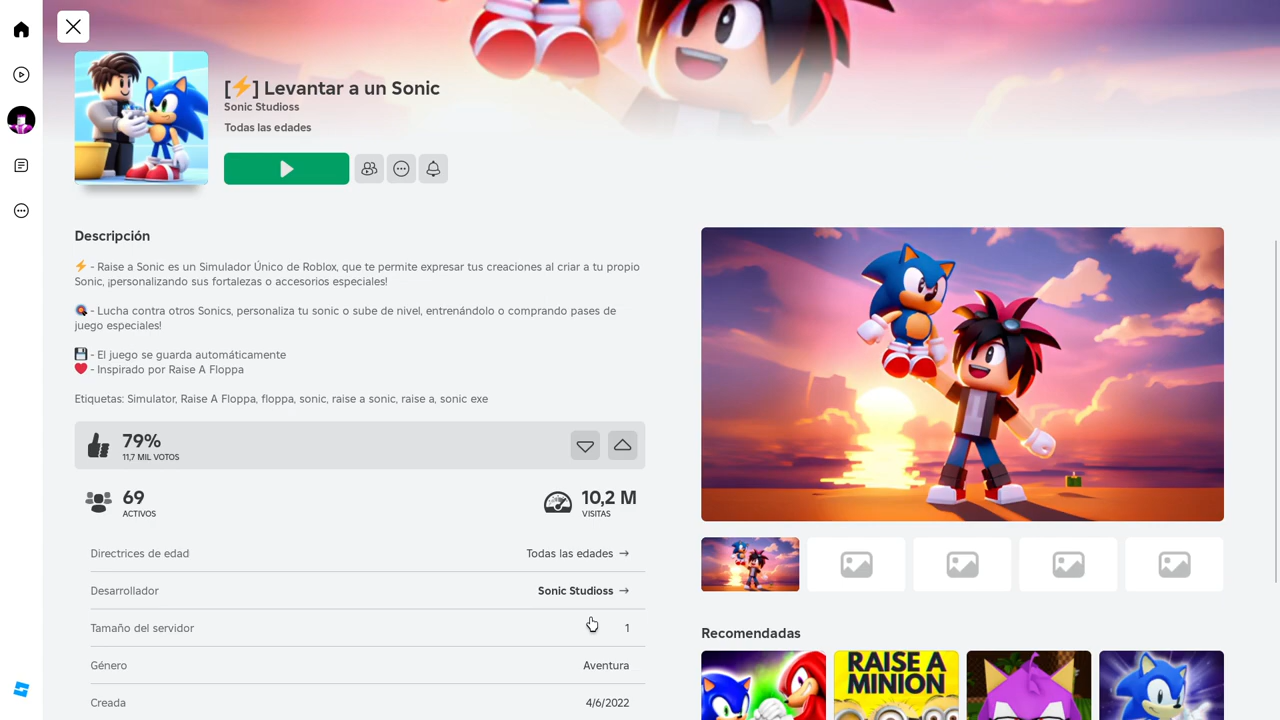 [⚡] Levantar a un Sonic
Sonic Studioss
Todas las edades
Descripción
⚡ - Raise a Sonic es un Simulador Único de Roblox, que te permite expresar tus creaciones al criar a tu propio
Sonic, ¡personalizando sus fortalezas o accesorios especiales!
- Lucha contra otros Sonics, personaliza tu sonic o sube de nivel, entrenándolo o comprando pases de
juego especiales!
💾 - El juego se guarda automáticamente
❤️ - Inspirado por Raise A Floppa
Etiquetas: Simulator, Raise A Floppa, floppa, sonic, raise a sonic, raise a, sonic exe
79%
11,7 MIL VOTOS
69
ACTIVOS
10,2 M
VISITAS
Directrices de edad
Todas las edades →
Desarrollador
Sonic Studioss →
Tamaño del servidor
1
Género
Aventura
Creada
4/6/2022
Recomendadas
RAISE A
MINION